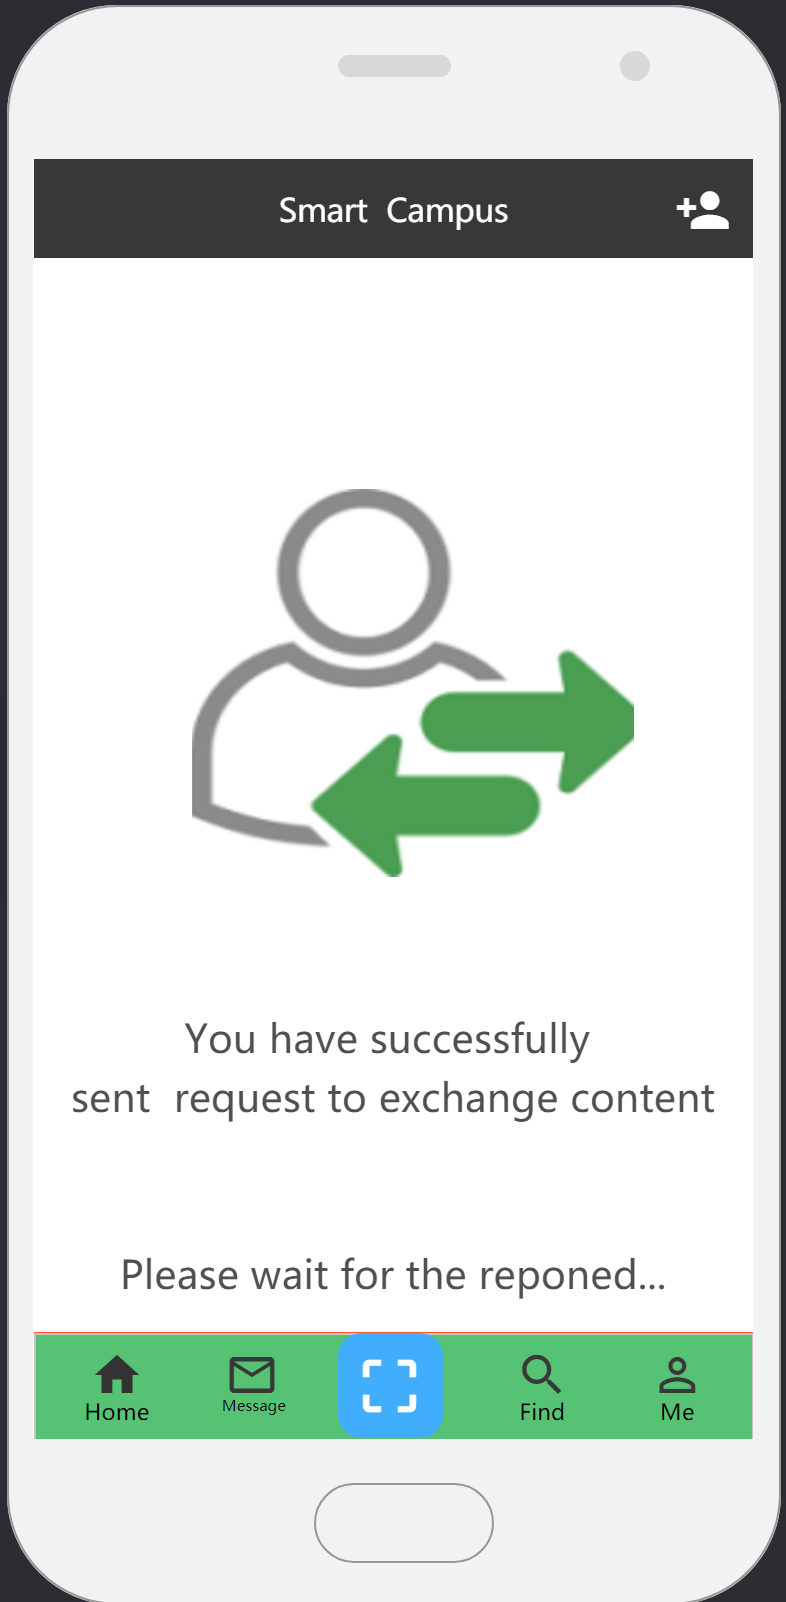 Smart  Campus
You have successfully
sent  request to exchange content
Please wait for the reponed...
Home
Message
Find
Me